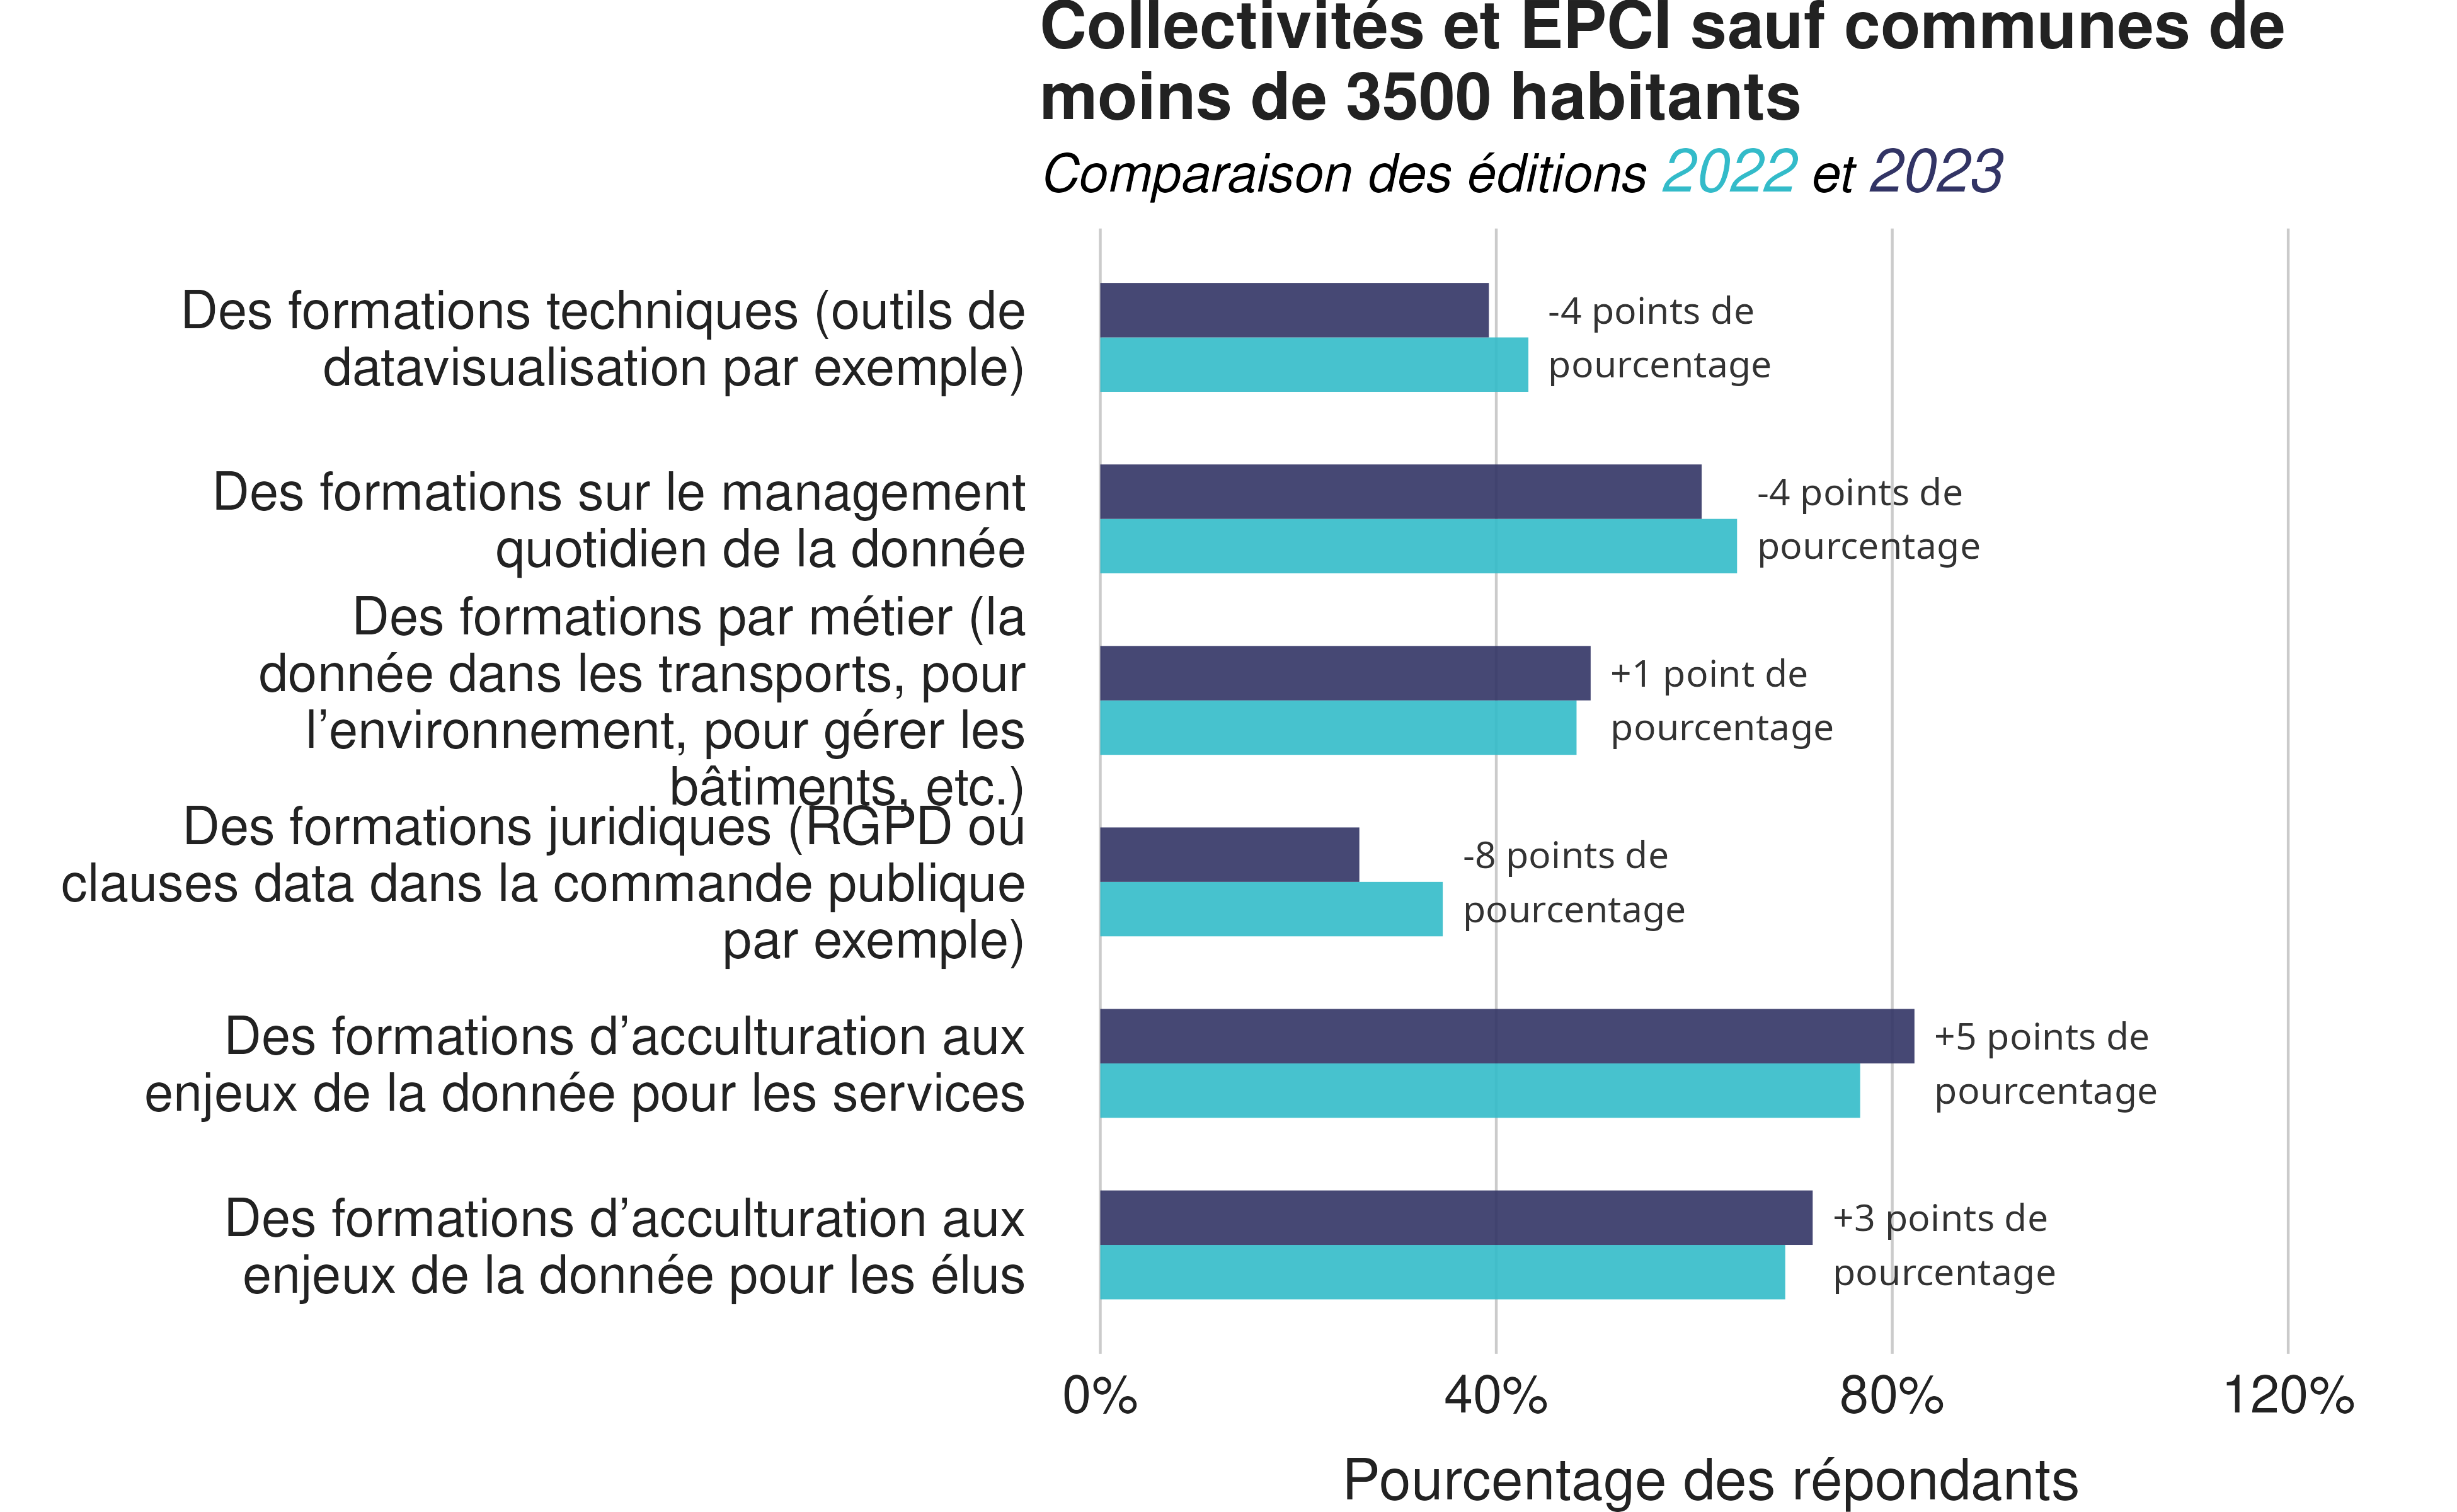 Collectivités et EPCI sauf communes de
moins de 3500 habitants
Comparaison des éditions 2022 et 2023
Des formations techniques (outils de
datavisualisation par exemple)
-4 points de
pourcentage
Des formations sur le management
quotidien de la donnée
-4 points de
pourcentage
Des formations par métier (la
donnée dans les transports, pour
l’environnement, pour gérer les
bâtiments, etc.)
+1 point de
pourcentage
Des formations juridiques (RGPD ou
clauses data dans la commande publique
par exemple)
-8 points de
pourcentage
Des formations d’acculturation aux
enjeux de la donnée pour les services
+5 points de
pourcentage
Des formations d’acculturation aux
enjeux de la donnée pour les élus
+3 points de
pourcentage
0% 40% 80% 120%
Pourcentage des répondants